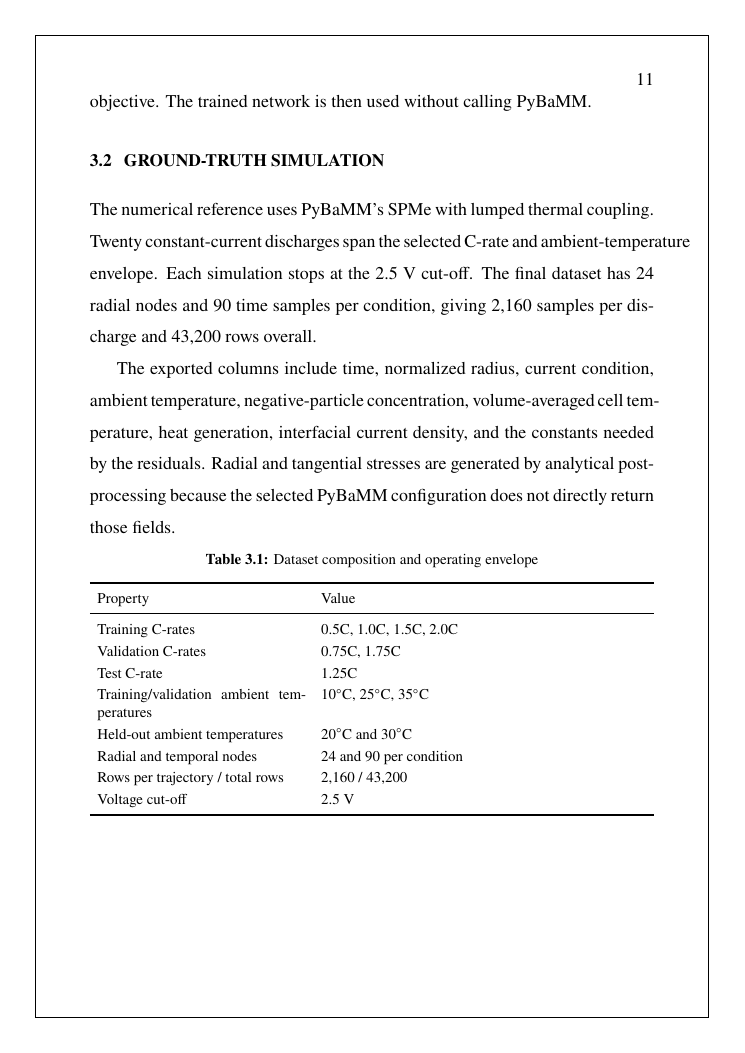 11
objective. The trained network is then used without calling PyBaMM.
3.2 GROUND-TRUTH SIMULATION
The numerical reference uses PyBaMM’s SPMe with lumped thermal coupling.
Twenty constant-current discharges span the selected C-rate and ambient-temperature
envelope. Each simulation stops at the 2.5 V cut-off. The final dataset has 24
radial nodes and 90 time samples per condition, giving 2,160 samples per dis-
charge and 43,200 rows overall.
The exported columns include time, normalized radius, current condition,
ambient temperature, negative-particle concentration, volume-averaged cell tem-
perature, heat generation, interfacial current density, and the constants needed
by the residuals. Radial and tangential stresses are generated by analytical post-
processing because the selected PyBaMM configuration does not directly return
those fields.
Table 3.1: Dataset composition and operating envelope
Property Value
Training C-rates 0.5C, 1.0C, 1.5C, 2.0C
Validation C-rates 0.75C, 1.75C
Test C-rate 1.25C
Training/validation ambient tem- 10°C, 25°C, 35°C
peratures
Held-out ambient temperatures 20°C and 30°C
Radial and temporal nodes 24 and 90 per condition
Rows per trajectory / total rows 2,160 / 43,200
Voltage cut-off 2.5 V